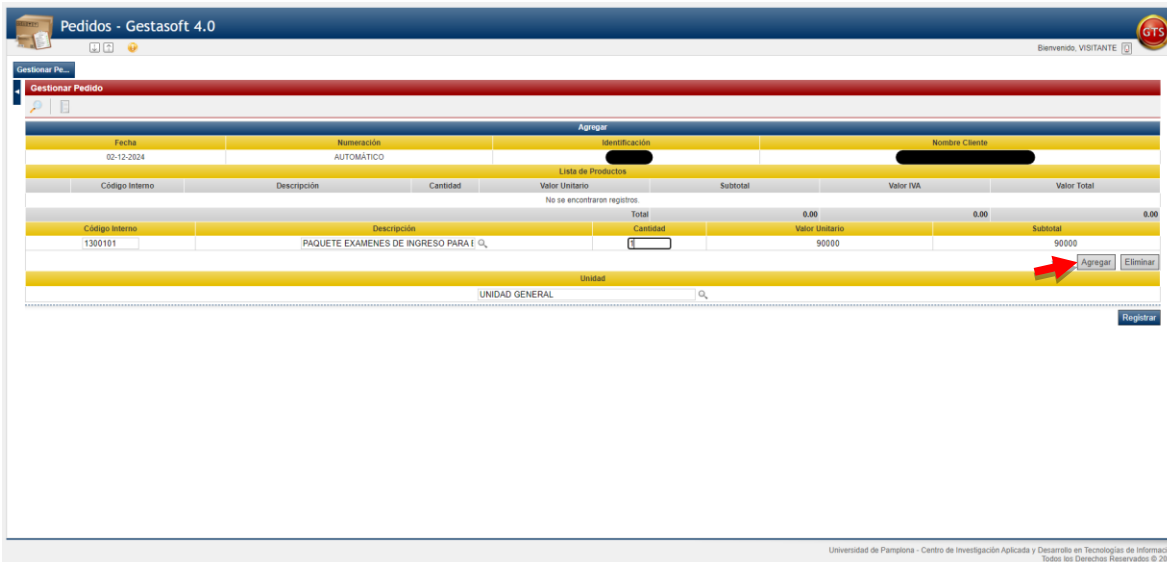 Pedidos - Gestasoft 4.0
GTS
Bienvenido, VISITANTE
Gestionar Pe...
Gestionar Pedido
Agregar
Fecha Numeración Identificación Nombre Cliente
02-12-2024 AUTOMÁTICO
Lista de Productos
Código Interno Descripción Cantidad Valor Unitario Subtotal Valor IVA Valor Total
No se encontraron registros.
Total 0.00 0.00 0.00
Código Interno Descripción Cantidad Valor Unitario Subtotal
1300101 PAQUETE EXAMENES DE INGRESO PARA E 1 90000 90000
Agregar Eliminar
Unidad
UNIDAD GENERAL
Registrar
Universidad de Pamplona - Centro de Investigación Aplicada y Desarrollo en Tecnologías de Informaci
Todos los Derechos Reservados © 20